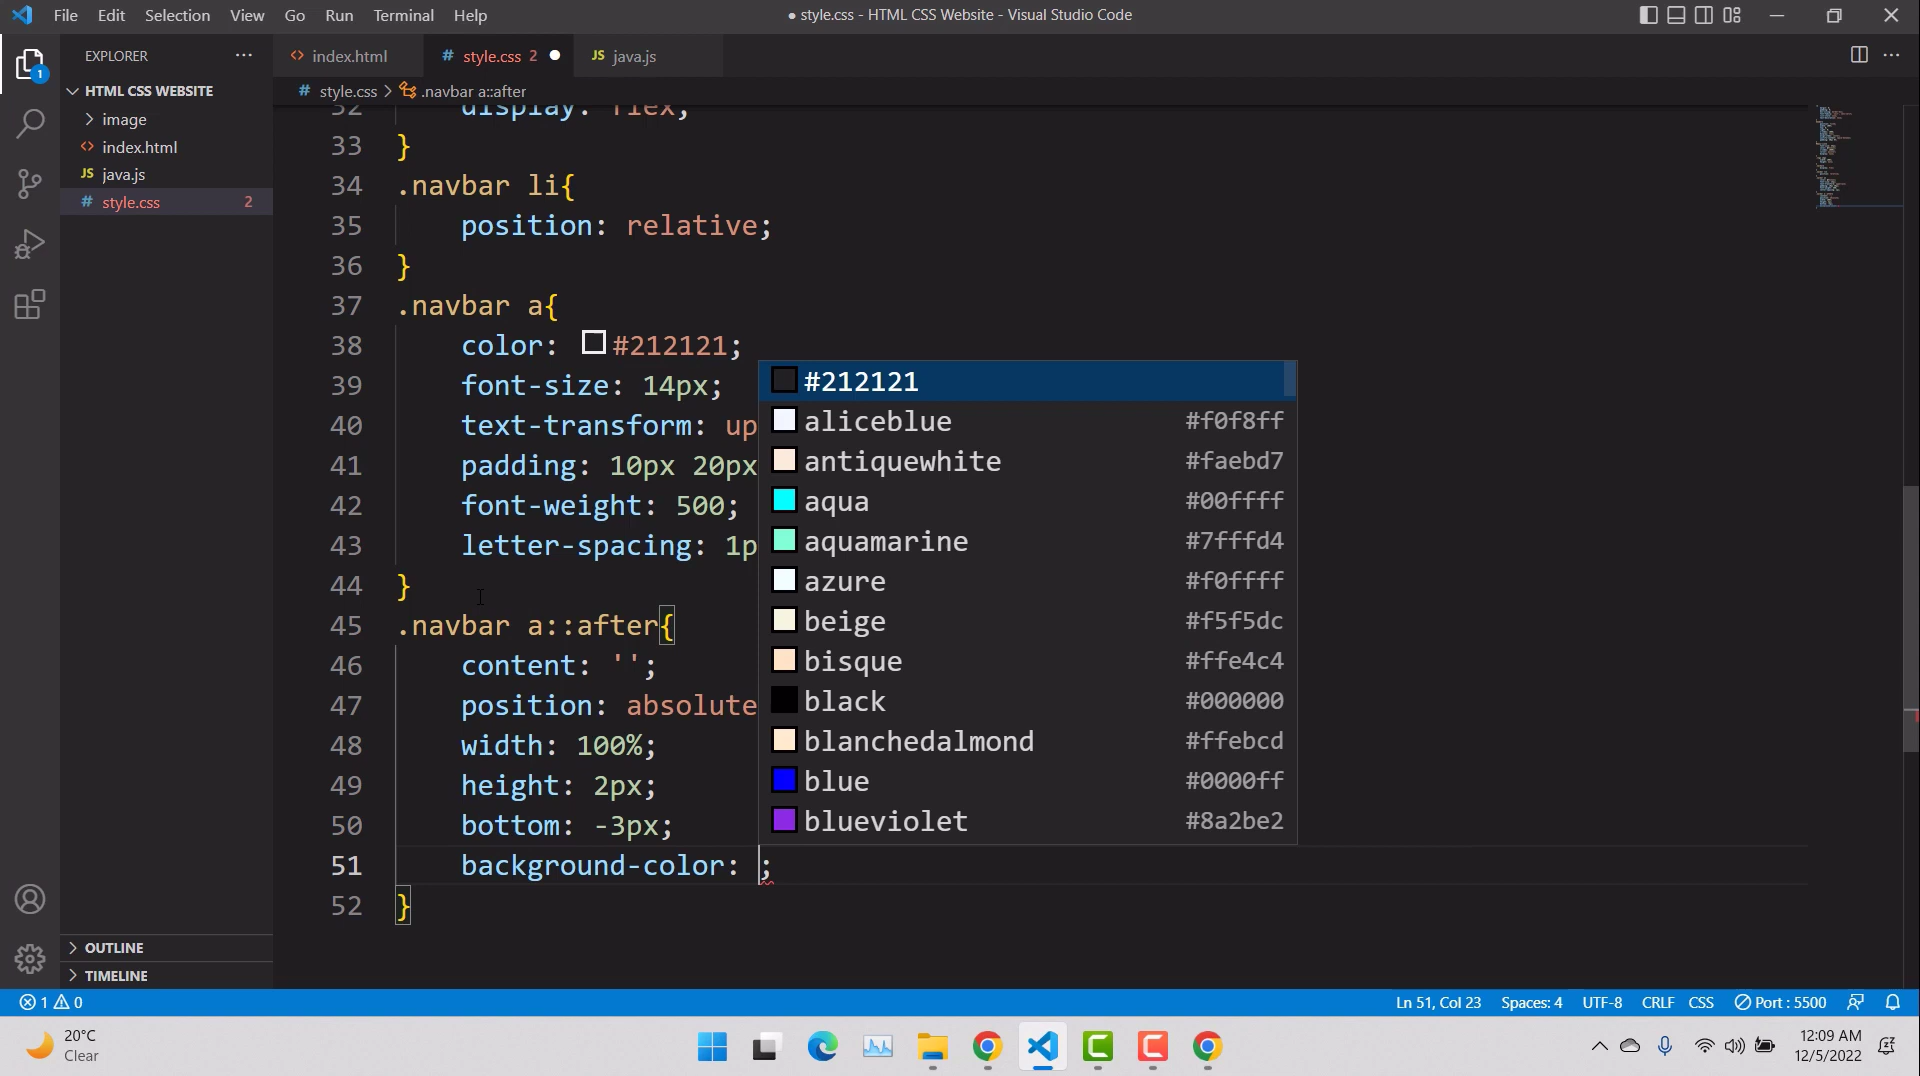 File Edit Selection View Go Run Terminal Help
● style.css - HTML CSS Website - Visual Studio Code
EXPLORER
index.html
# style.css 2
JS java.js
1
HTML CSS WEBSITE
# style.css > .navbar a::after
image
index.html
JS java.js
# style.css 2
32 display: flex;
33 }
34 .navbar li{
35 position: relative;
36 }
37 .navbar a{
38 color: #212121;
39 font-size: 14px;
40 text-transform: up
41 padding: 10px 20px
42 font-weight: 500;
43 letter-spacing: 1p
44 }
45 .navbar a::after{
46 content: '';
47 position: absolute
48 width: 100%;
49 height: 2px;
50 bottom: -3px;
51 background-color: ;
52 }
#212121
aliceblue #f0f8ff
antiquewhite #faebd7
aqua #00ffff
aquamarine #7fffd4
azure #f0ffff
beige #f5f5dc
bisque #ffe4c4
black #000000
blanchedalmond #ffebcd
blue #0000ff
blueviolet #8a2be2
OUTLINE
TIMELINE
1 0
Ln 51, Col 23 Spaces: 4 UTF-8 CRLF CSS Port : 5500
20°C
Clear
12:09 AM
12/5/2022